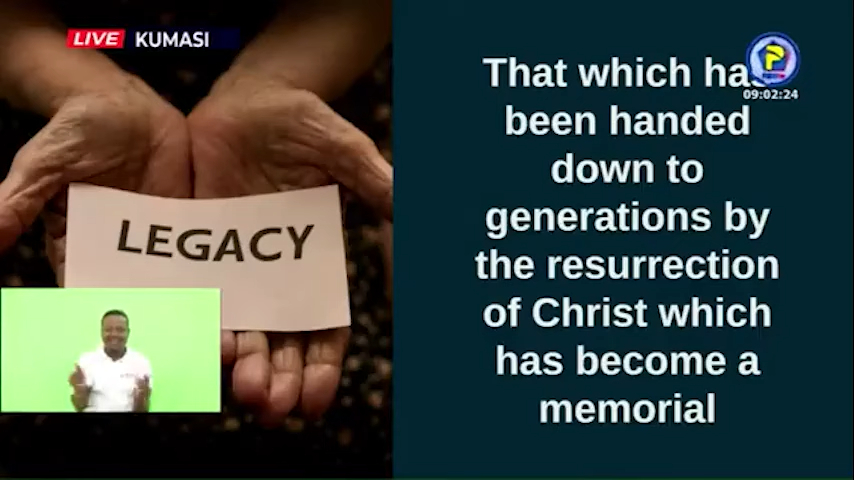 LIVE KUMASI
LEGACY
That which has
been handed
down to
generations by
the resurrection
of Christ which
has become a
memorial
09:02:24